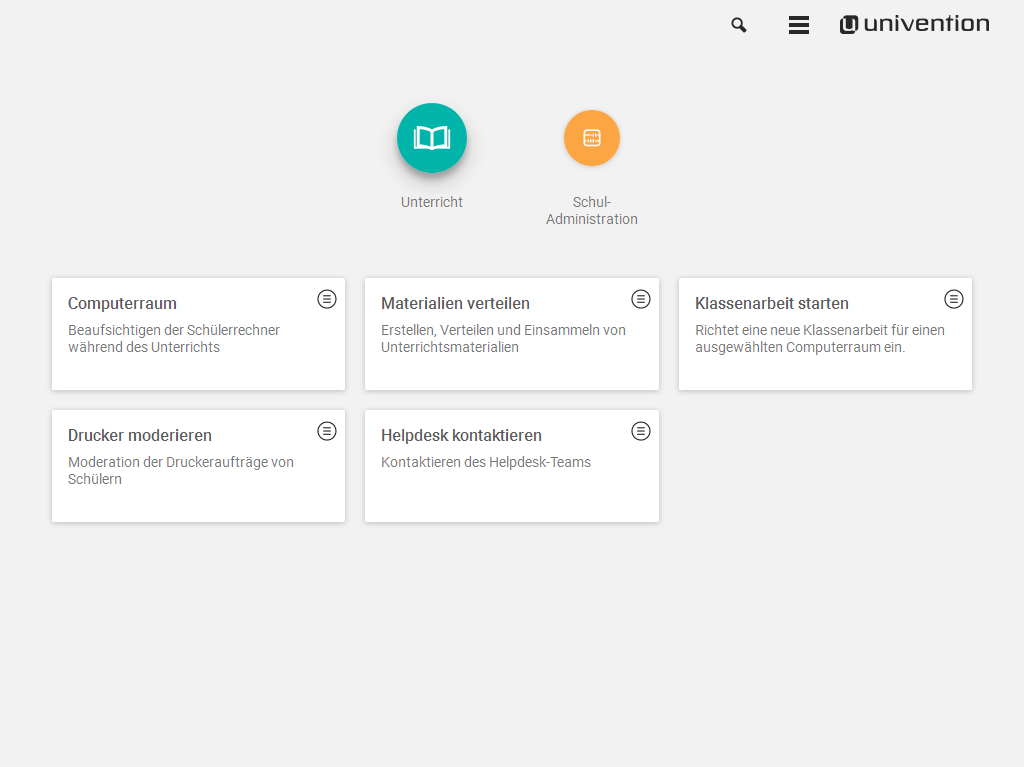 univention
Unterricht
Schul-
Administration
Computerraum
Beaufsichtigen der Schülerrechner
während des Unterrichts
Materialien verteilen
Erstellen, Verteilen und Einsammeln von
Unterrichtsmaterialien
Klassenarbeit starten
Richtet eine neue Klassenarbeit für einen
ausgewählten Computerraum ein.
Drucker moderieren
Moderation der Druckeraufträge von
Schülern
Helpdesk kontaktieren
Kontaktieren des Helpdesk-Teams